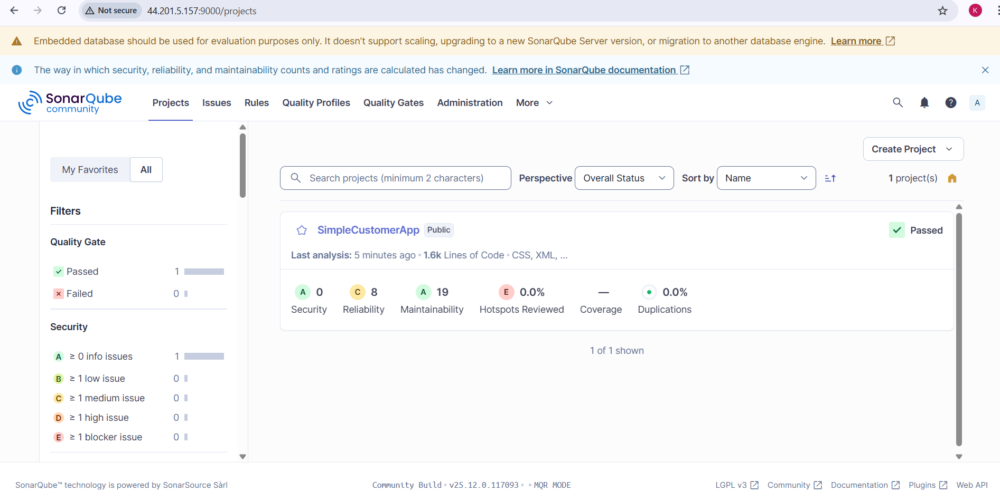 Not secure 44.201.5.157:9000/projects
K
Embedded database should be used for evaluation purposes only. It doesn't support scaling, upgrading to a new SonarQube Server version, or migration to another database engine. Learn more
The way in which security, reliability, and maintainability counts and ratings are calculated has changed. Learn more in SonarQube documentation
SonarQube
community
Projects Issues Rules Quality Profiles Quality Gates Administration More
A
My Favorites All
Filters
Quality Gate
Passed 1
Failed 0
Security
A ≥ 0 info issues 1
B ≥ 1 low issue 0
C ≥ 1 medium issue 0
D ≥ 1 high issue 0
E ≥ 1 blocker issue 0
Create Project
Search projects (minimum 2 characters) Perspective Overall Status Sort by Name 1 project(s)
SimpleCustomerApp Public Passed
Last analysis: 5 minutes ago • 1.6k Lines of Code • CSS, XML, ...
A 0 C 8 A 19 E 0.0% — 0.0%
Security Reliability Maintainability Hotspots Reviewed Coverage Duplications
1 of 1 shown
SonarQube™ technology is powered by SonarSource Sàrl
Community Build • v25.12.0.117093 • • MQR MODE
LGPL v3 Community Documentation Plugins Web API